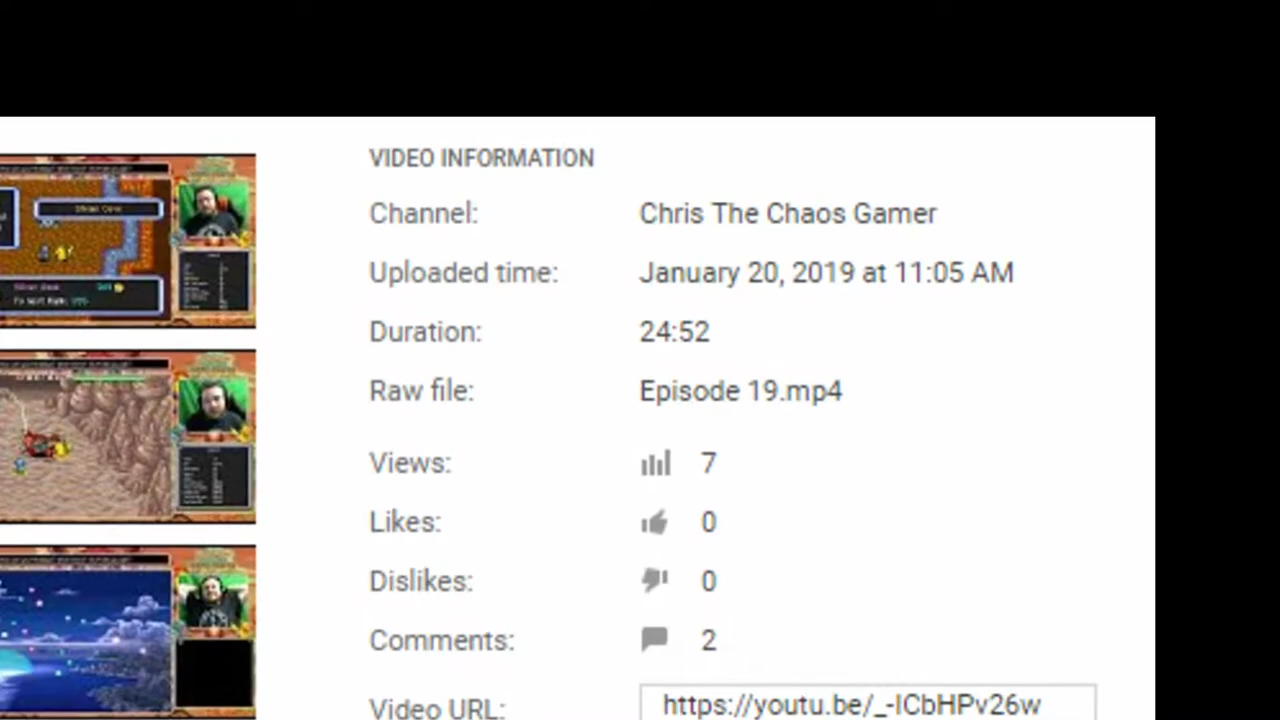 VIDEO INFORMATION
Channel: Chris The Chaos Gamer
Uploaded time: January 20, 2019 at 11:05 AM
Duration: 24:52
Raw file: Episode 19.mp4
Views: 7
Likes: 0
Dislikes: 0
Comments: 2
Video URL: https://youtu.be/_-ICbHPv26w